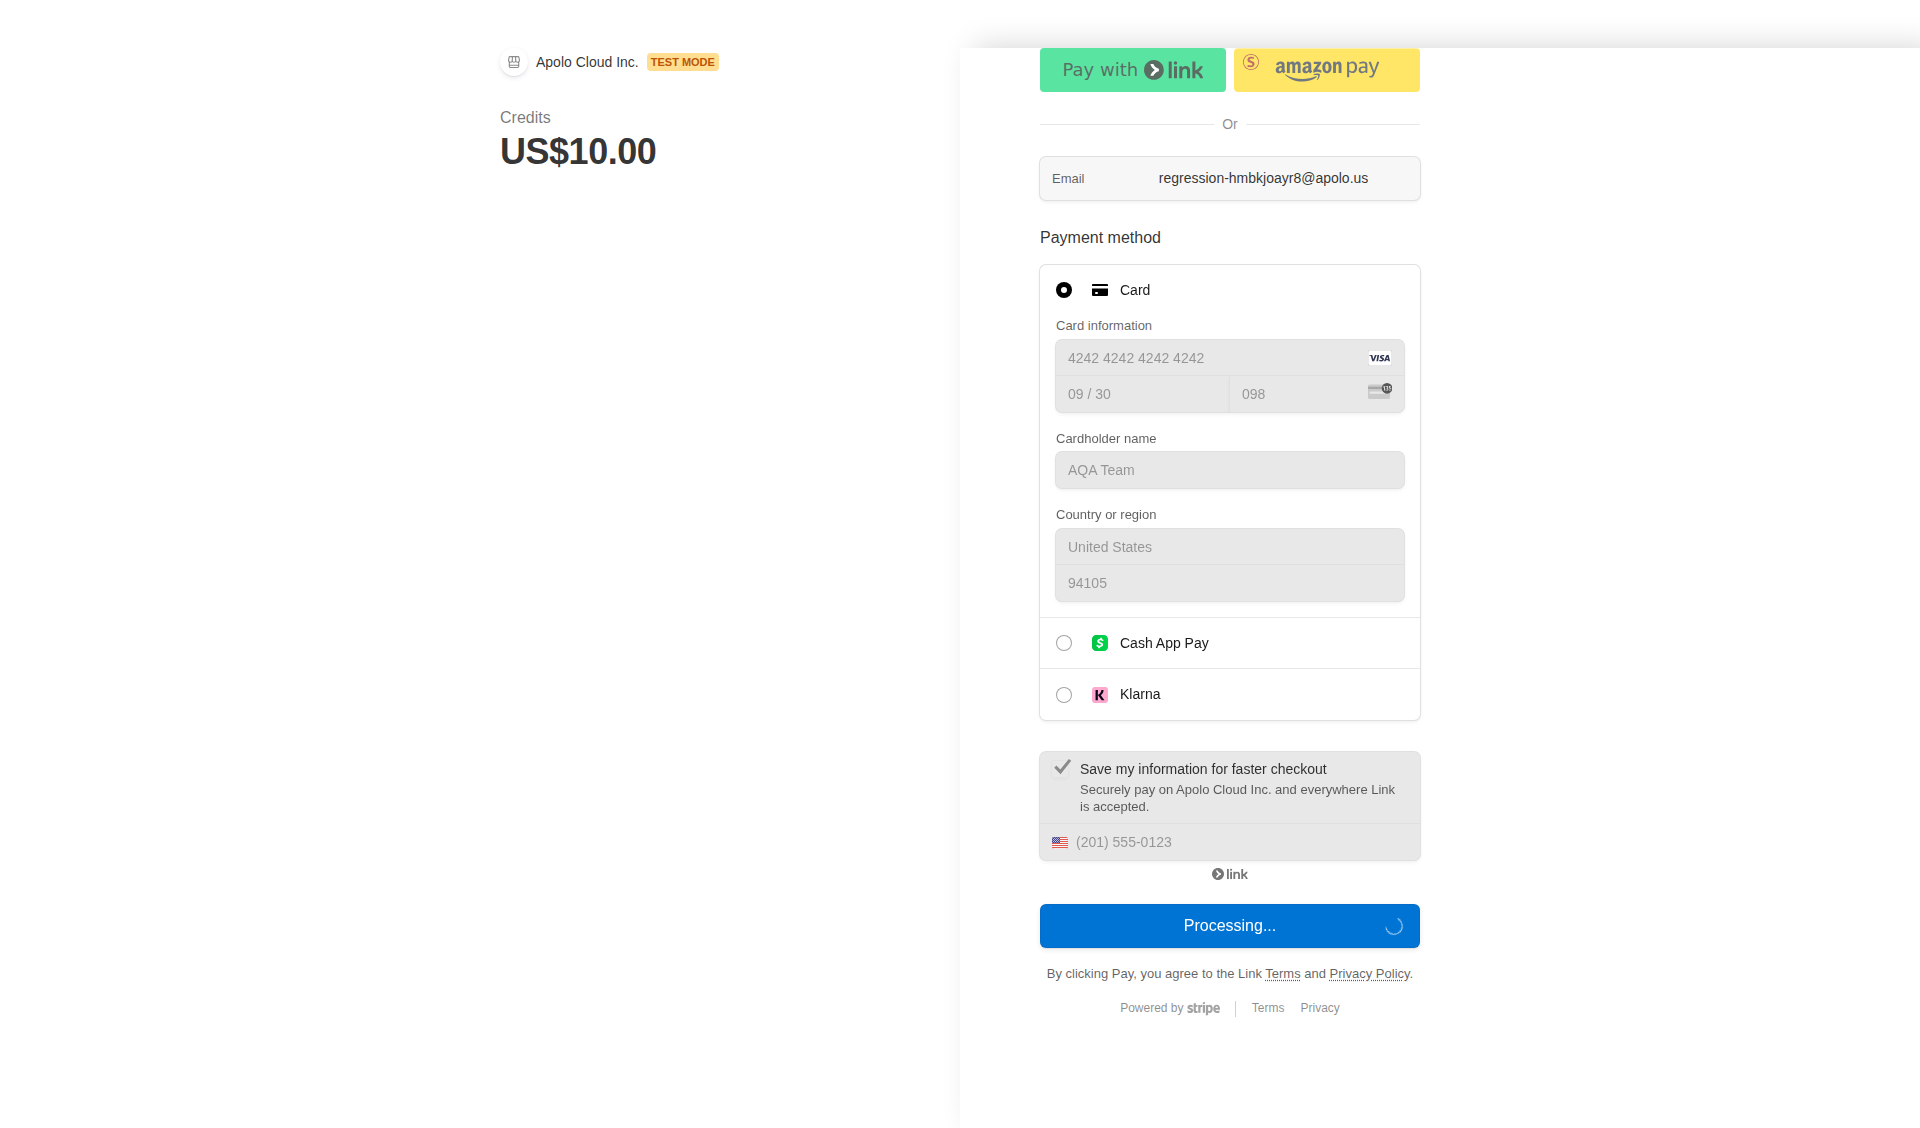 Apolo Cloud Inc. TEST MODE
Credits
US$10.00
Pay with link
amazon pay
Or
Email regression-hmbkjoayr8@apolo.us
Payment method
Card
Card information
4242 4242 4242 4242 VISA
09 / 30 098
Cardholder name
AQA Team
Country or region
United States
94105
Cash App Pay
Klarna
Save my information for faster checkout
Securely pay on Apolo Cloud Inc. and everywhere Link
is accepted.
(201) 555-0123
link
Processing...
By clicking Pay, you agree to the Link Terms and Privacy Policy.
Powered by stripe Terms Privacy